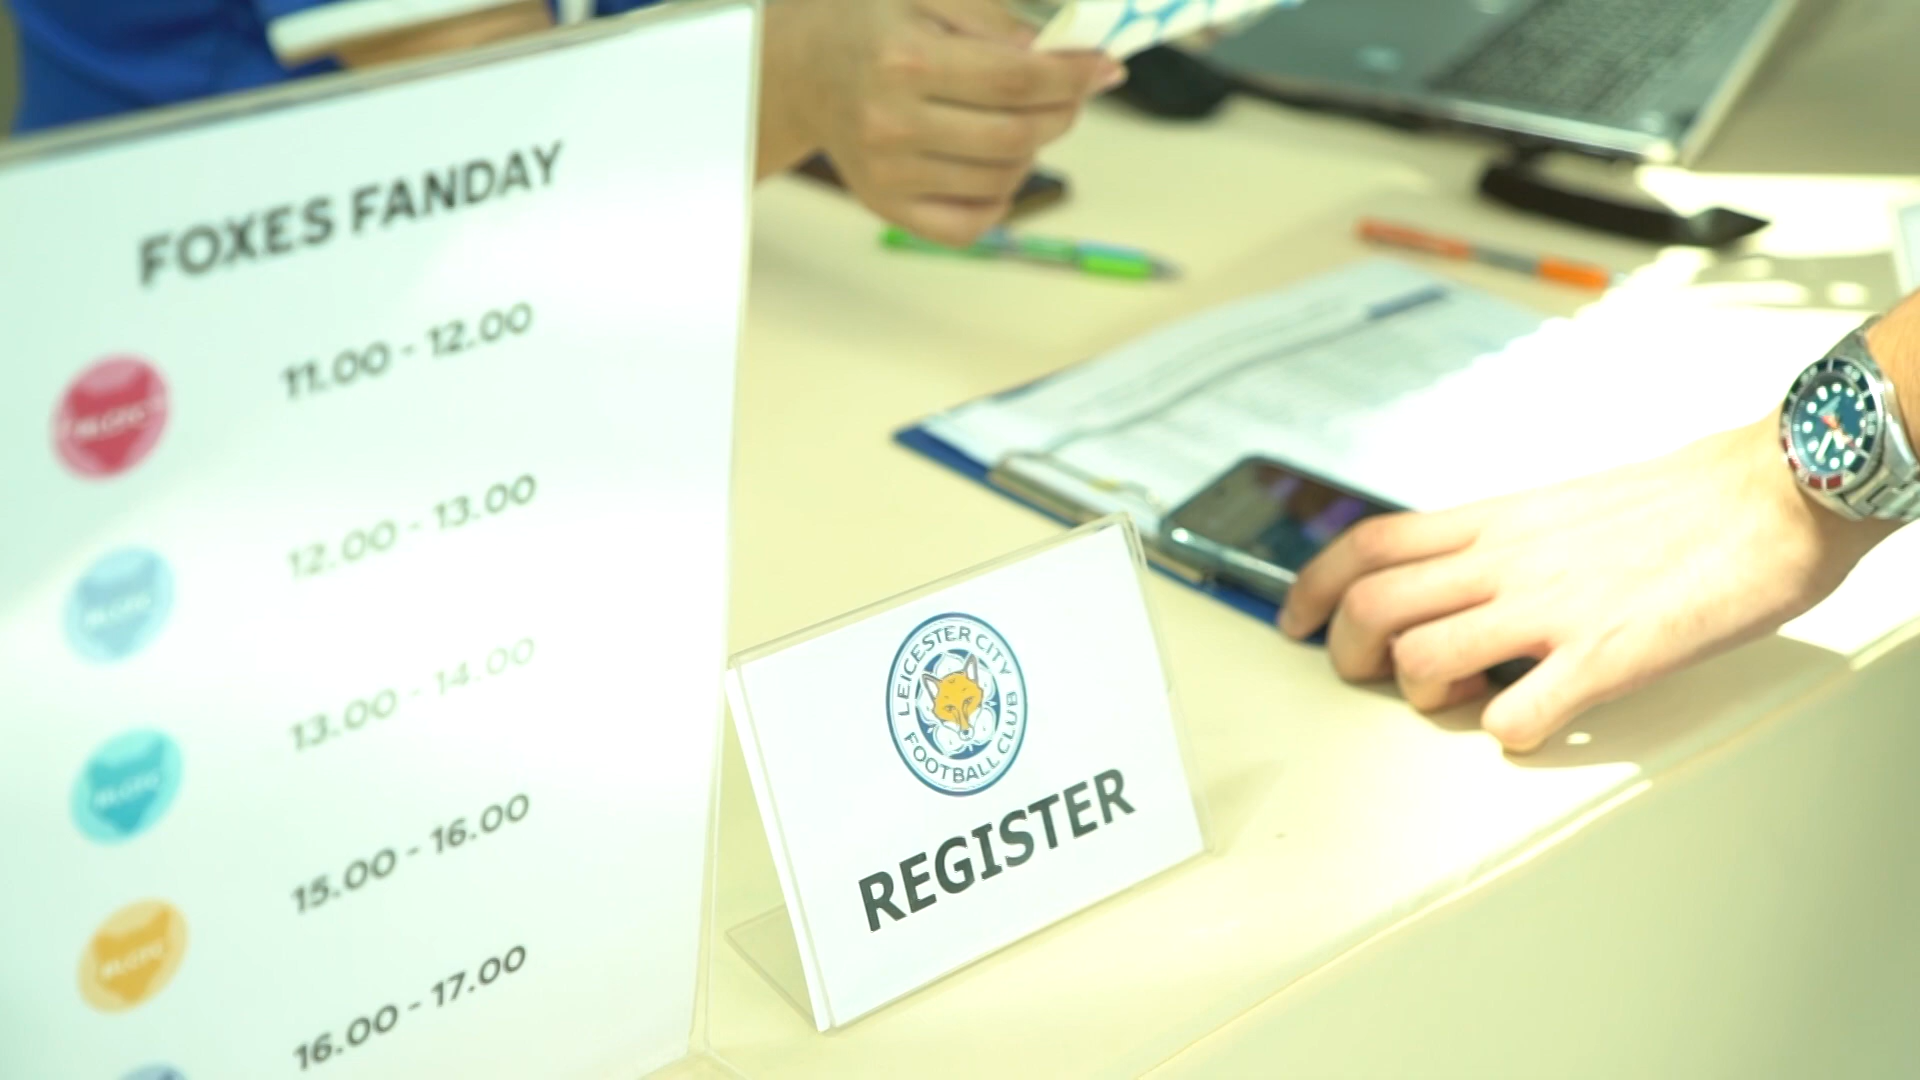 FOXES FANDAY
11.00 - 12.00
12.00 - 13.00
13.00 - 14.00
15.00 - 16.00
16.00 - 17.00
LEICESTER CITY
FOOTBALL CLUB
REGISTER